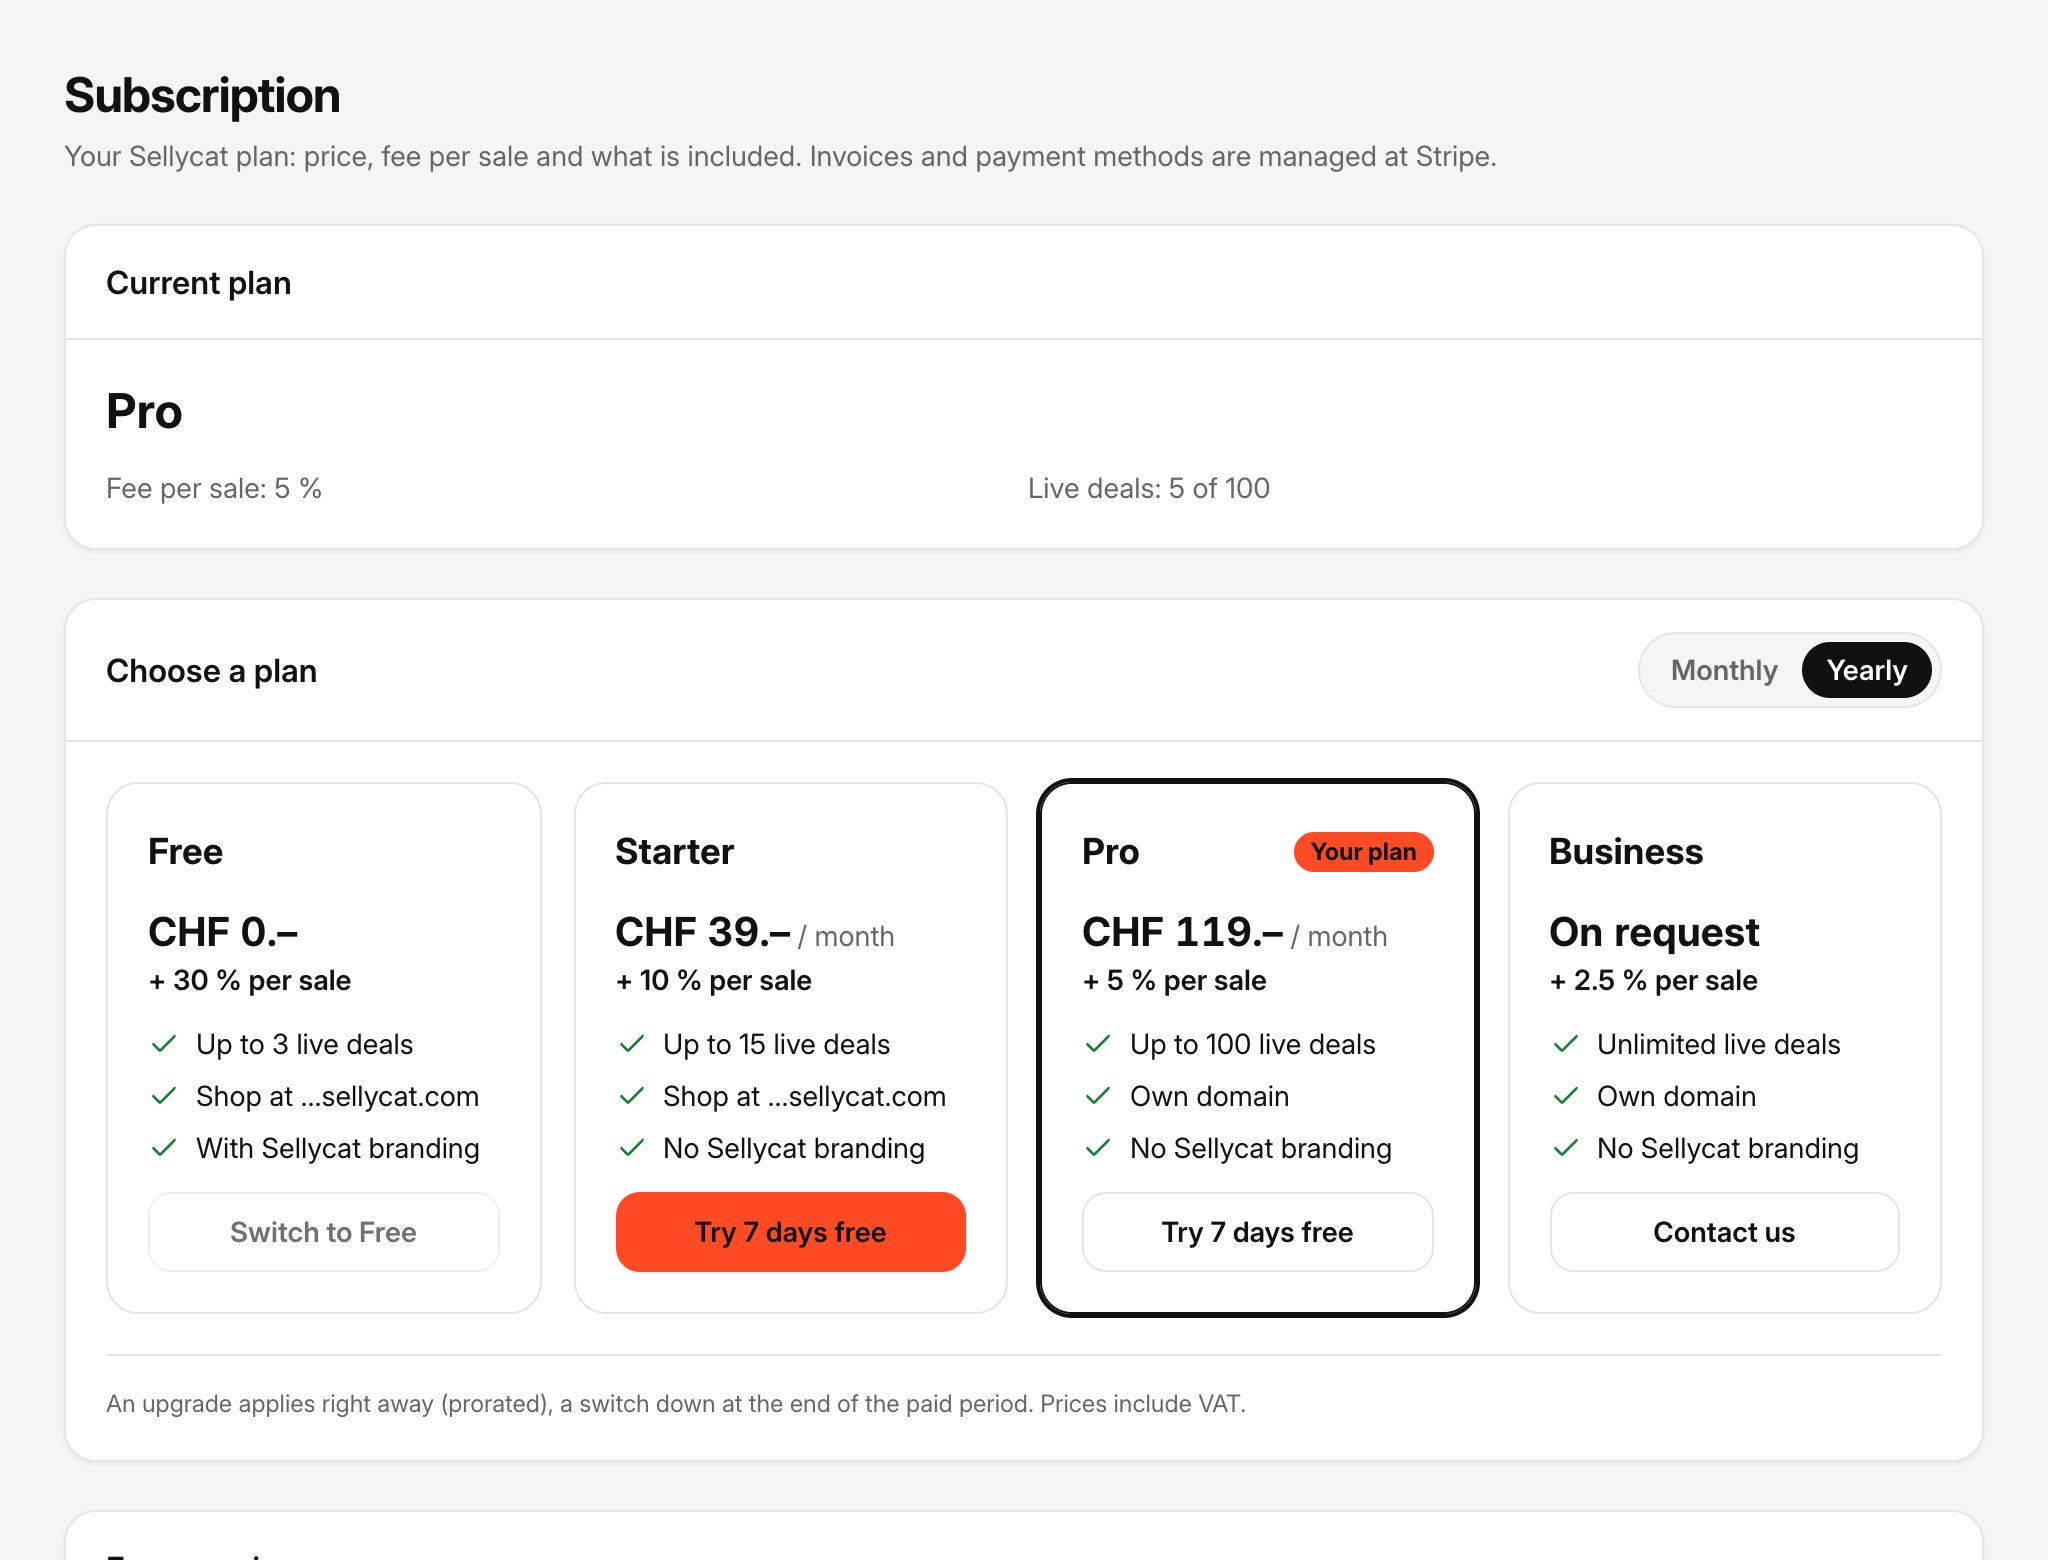 Subscription
Your Sellycat plan: price, fee per sale and what is included. Invoices and payment methods are managed at Stripe.
Current plan
Pro
Fee per sale: 5 %
Live deals: 5 of 100
Choose a plan
Monthly
Yearly
Free
CHF 0.–
+ 30 % per sale
Up to 3 live deals
Shop at ...sellycat.com
With Sellycat branding
Switch to Free
Starter
CHF 39.– / month
+ 10 % per sale
Up to 15 live deals
Shop at ...sellycat.com
No Sellycat branding
Try 7 days free
Pro
Your plan
CHF 119.– / month
+ 5 % per sale
Up to 100 live deals
Own domain
No Sellycat branding
Try 7 days free
Business
On request
+ 2.5 % per sale
Unlimited live deals
Own domain
No Sellycat branding
Contact us
An upgrade applies right away (prorated), a switch down at the end of the paid period. Prices include VAT.